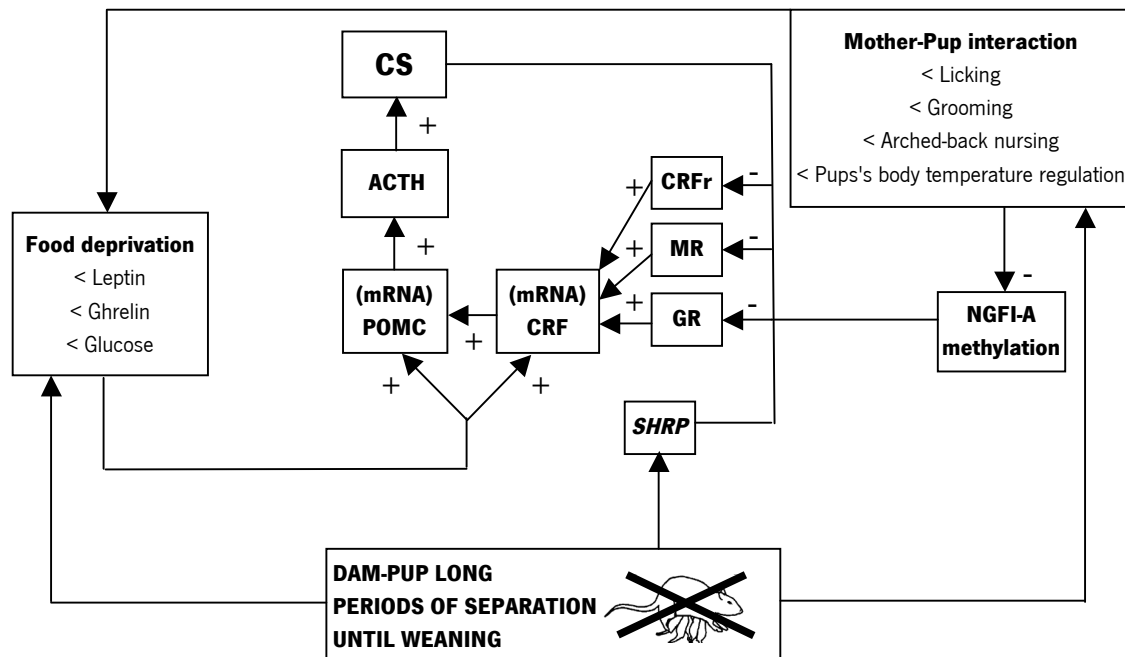 Mother-Pup interaction
< Licking
< Grooming
< Arched-back nursing
< Pups's body temperature regulation
CS
+
ACTH
+
(mRNA)
POMC
+
+
(mRNA)
CRF
+
CRFr
+
-
MR
+
-
GR
+
-
-
NGFI-A
methylation
Food deprivation
< Leptin
< Ghrelin
< Glucose
SHRP
DAM-PUP LONG
PERIODS OF SEPARATION
UNTIL WEANING